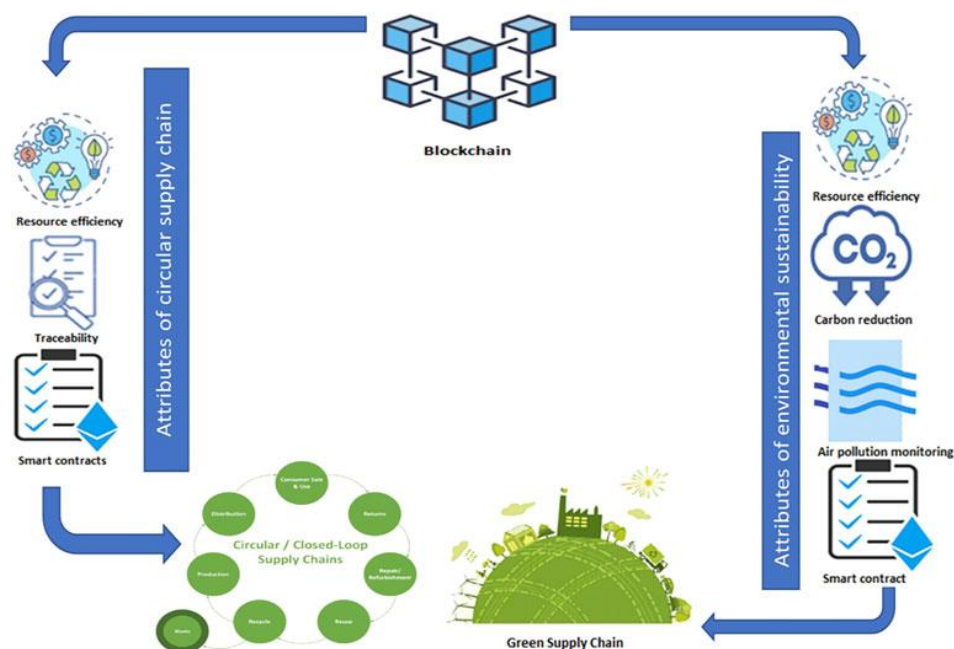 Blockchain
Attributes of circular supply chain
Resource efficiency
Traceability
Smart contracts
Attributes of environmental sustainability
Resource efficiency
CO2
Carbon reduction
Air pollution monitoring
Smart contract
Consumer Sale
& Use
Distribution
Returns
Circular / Closed-Loop
Supply Chains
Production
Repair/
Refurbishment
Recycle
Reuse
Waste
Green Supply Chain